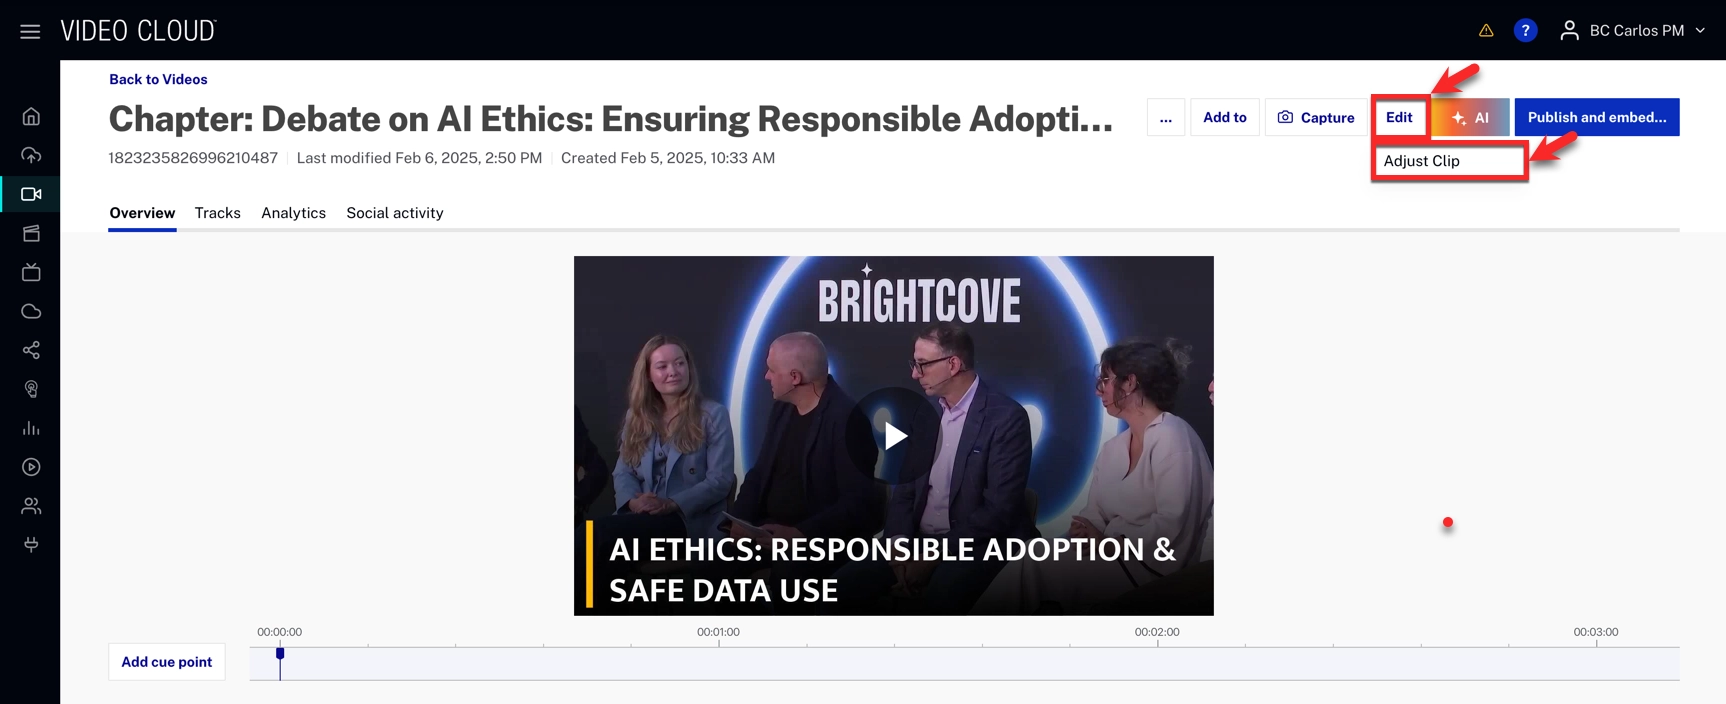 VIDEO CLOUD™
?
BC Carlos PM
Back to Videos
Chapter: Debate on AI Ethics: Ensuring Responsible Adopti...
...
Add to
Capture
Edit
AI
Publish and embed...
Adjust Clip
1823235826996210487
Last modified Feb 6, 2025, 2:50 PM
Created Feb 5, 2025, 10:33 AM
Overview
Tracks
Analytics
Social activity
BRIGHTCOVE
AI ETHICS: RESPONSIBLE ADOPTION &
SAFE DATA USE
00:00:00
00:01:00
00:02:00
00:03:00
Add cue point